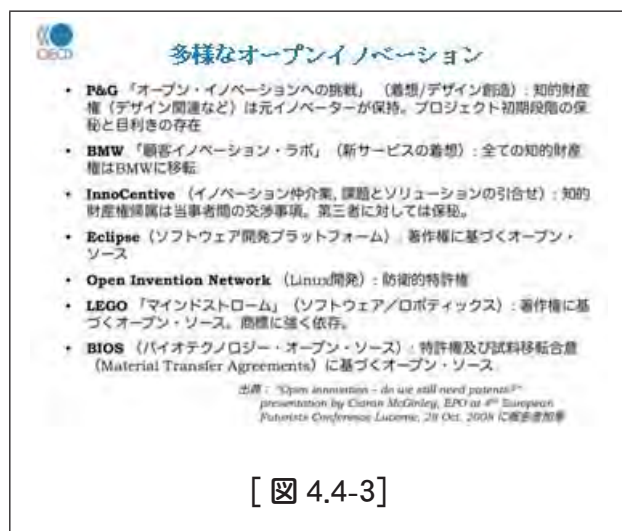 OECD
多様なオープンイノベーション
• P&G 「オープン・イノベーションへの挑戦」 (着想/デザイン創造) : 知的財産
権 (デザイン関連など) は元イノベーターが保持。プロジェクト初期段階の保
秘と目利きの存在
• BMW 「顧客イノベーション・ラボ」 (新サービスの着想) : 全ての知的財産
権はBMWに移転
• InnoCentive (イノベーション仲介業, 課題とソリューションの引合せ) : 知的
財産権帰属は当事者間の交渉事項。第三者に対しては保秘。
• Eclipse (ソフトウェア開発プラットフォーム) : 著作権に基づくオープン・
ソース
• Open Invention Network (Linux開発) : 防衛的特許権
• LEGO 「マインドストローム」 (ソフトウェア/ロボティックス) : 著作権に基
づくオープン・ソース。商標に強く依存。
• BIOS (バイオテクノロジー・オープン・ソース) : 特許権及び試料移転合意
(Material Transfer Agreements) に基づくオープン・ソース
出典 : "Open innovation – do we still need patents?"
presentation by Ciaran McGinley, EPO at 4th European
Futurists Conference Lucerne, 28 Oct. 2008 に報告者加筆
[ 図 4.4-3]